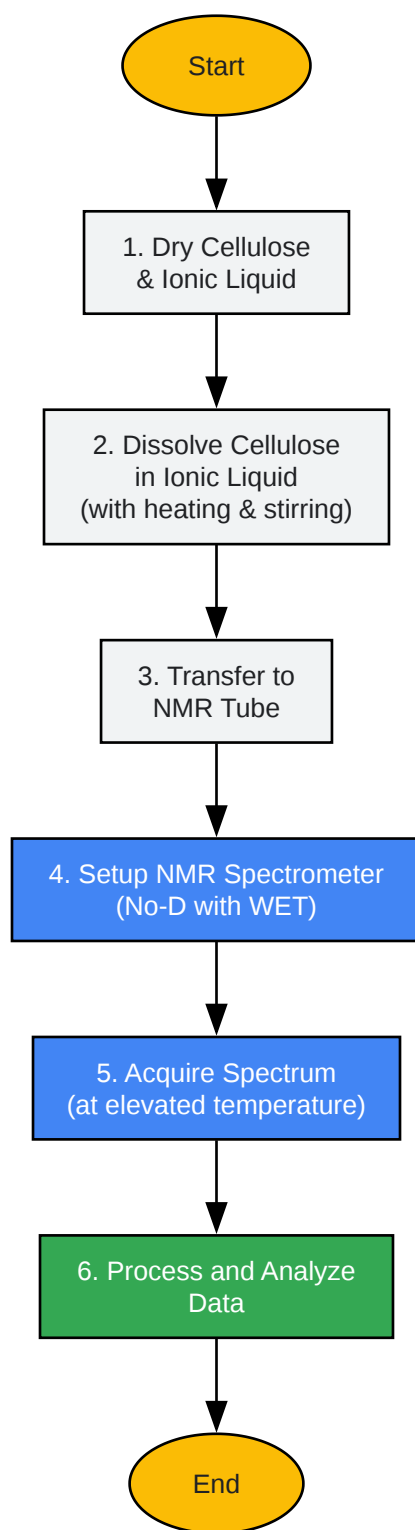 Start
1. Dry Cellulose
& Ionic Liquid
2. Dissolve Cellulose
in Ionic Liquid
(with heating & stirring)
3. Transfer to
NMR Tube
4. Setup NMR Spectrometer
(No-D with WET)
5. Acquire Spectrum
(at elevated temperature)
6. Process and Analyze
Data
End